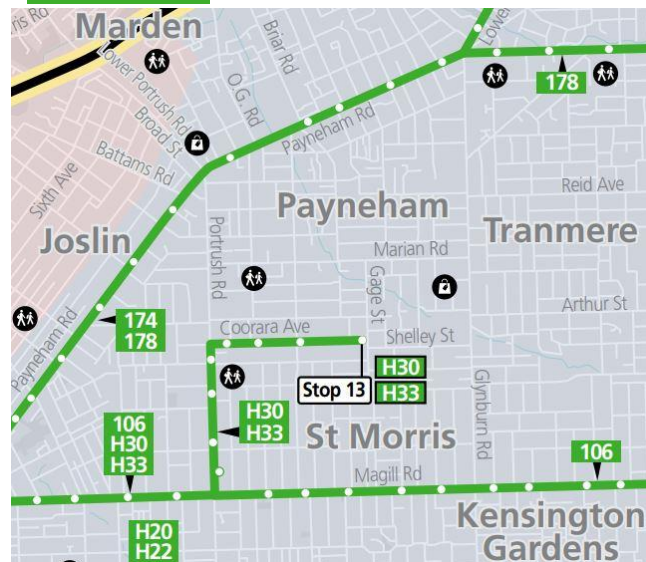 Marden
Lower Portrush Rd
Broad St
Battams Rd
O.G. Rd
Briar Rd
Lower
Payneham Rd
178
Sixth Ave
Joslin
Portrush Rd
Payneham
Reid Ave
Tranmere
Marian Rd
Gage St
Arthur St
Payneham Rd
174
178
Coorara Ave
Shelley St
Stop 13
H30
H33
H30
H33
St Morris
Glynburn Rd
106
H30
H33
Magill Rd
106
H20
H22
Kensington
Gardens